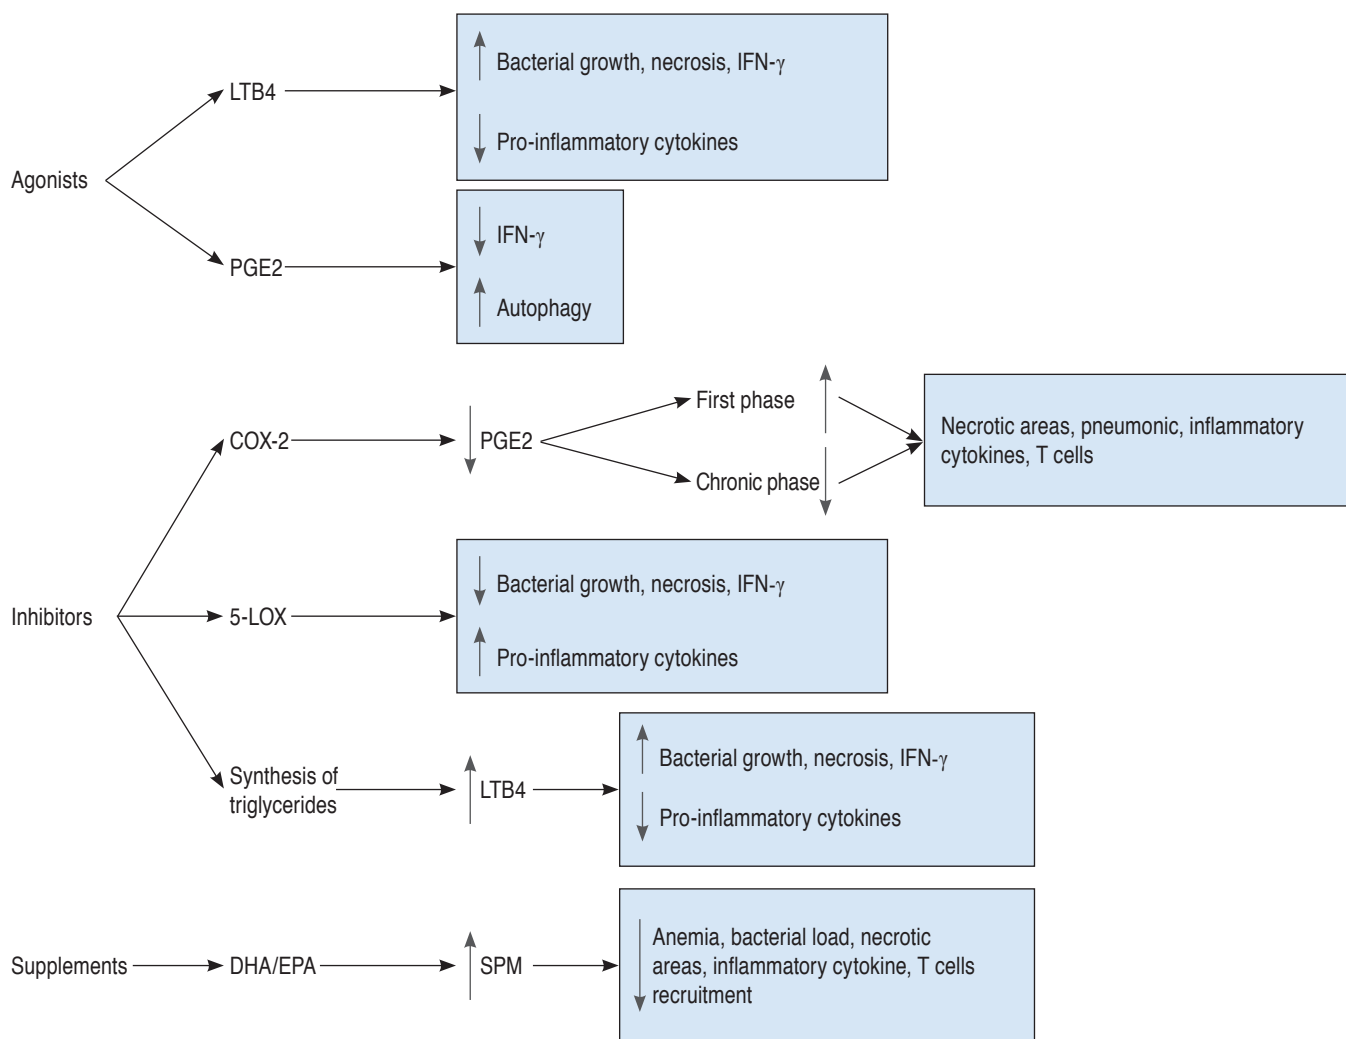 Agonists
LTB4
Bacterial growth, necrosis, IFN-γ
Pro-inflammatory cytokines
PGE2
IFN-γ
Autophagy
Inhibitors
COX-2
PGE2
First phase
Chronic phase
Necrotic areas, pneumonic, inflammatory
cytokines, T cells
5-LOX
Bacterial growth, necrosis, IFN-γ
Pro-inflammatory cytokines
Synthesis of
triglycerides
LTB4
Bacterial growth, necrosis, IFN-γ
Pro-inflammatory cytokines
Supplements
DHA/EPA
SPM
Anemia, bacterial load, necrotic
areas, inflammatory cytokine, T cells
recruitment